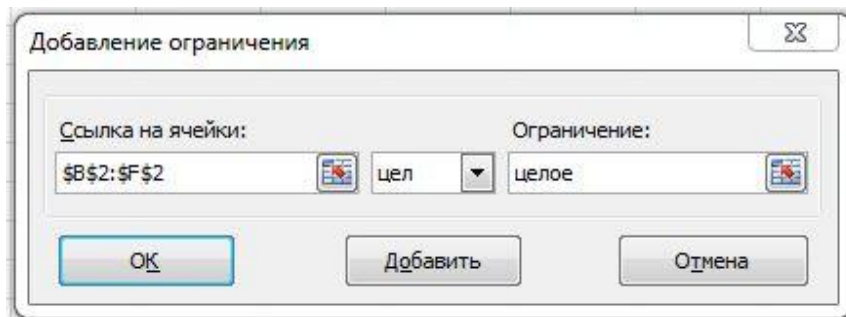 Добавление ограничения
Ссылка на ячейки:
Ограничение:
$B$2:$F$2
цел
целое
ОК
Добавить
Отмена